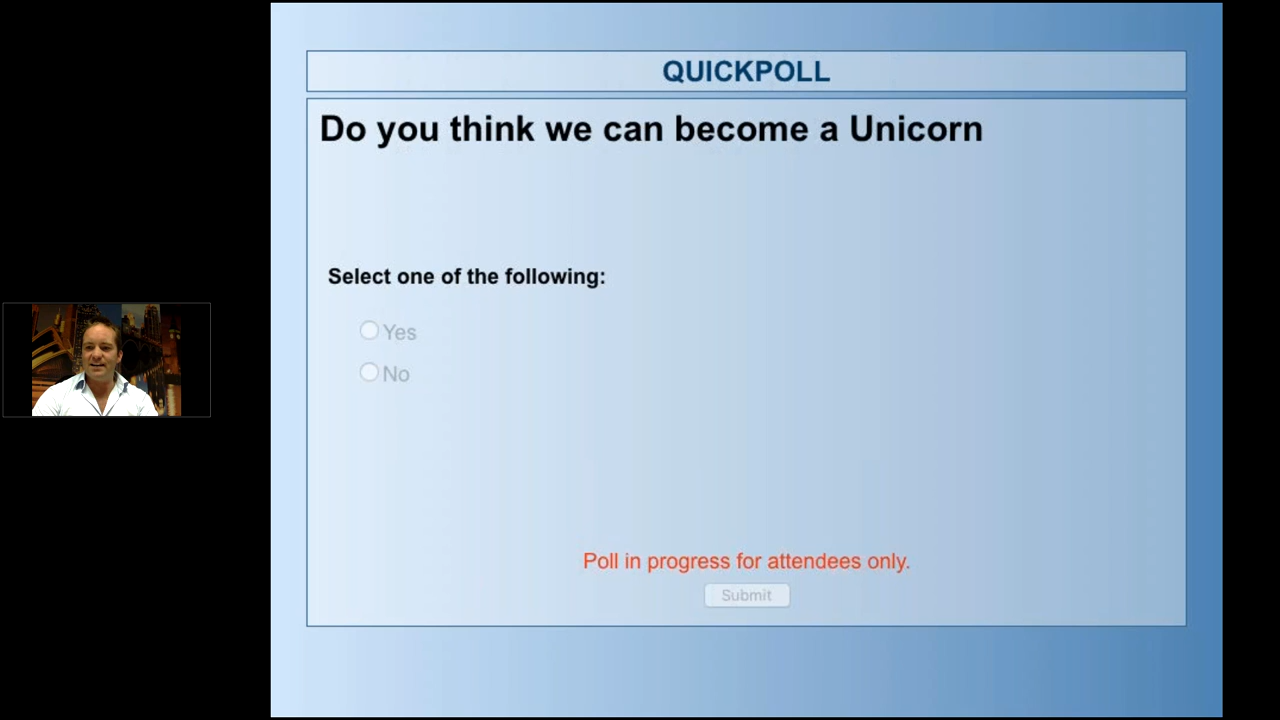 QUICKPOLL
Do you think we can become a Unicorn
Select one of the following:
Yes
No
Poll in progress for attendees only.
Submit